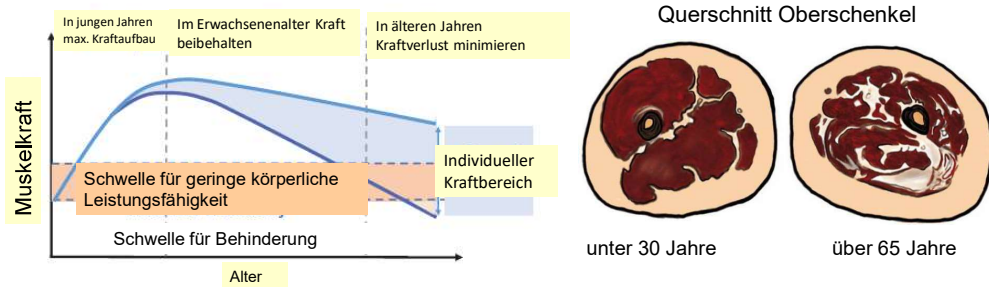 In jungen Jahren
max. Kraftaufbau
Im Erwachsenenalter Kraft
beibehalten
In älteren Jahren
Kraftverlust minimieren
Muskelkraft
Schwelle für geringe körperliche
Leistungsfähigkeit
Individueller
Kraftbereich
Schwelle für Behinderung
Alter
Querschnitt Oberschenkel
unter 30 Jahre
über 65 Jahre